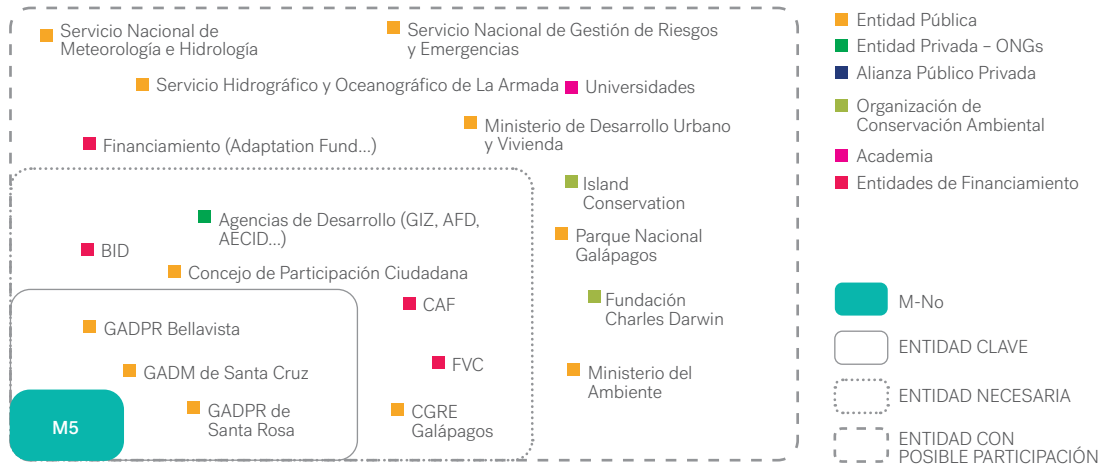 Servicio Nacional de
Meteorología e Hidrología
Servicio Nacional de Gestión de Riesgos
y Emergencias
Servicio Hidrográfico y Oceanográfico de La Armada
Universidades
Ministerio de Desarrollo Urbano
y Vivienda
Financiamiento (Adaptation Fund...)
Island
Conservation
Agencias de Desarrollo (GIZ, AFD,
AECID...)
Parque Nacional
Galápagos
BID
Concejo de Participación Ciudadana
CAF
Fundación
Charles Darwin
GADPR Bellavista
GADM de Santa Cruz
FVC
Ministerio del
Ambiente
GADPR de
Santa Rosa
CGRE
Galápagos
M5
Entidad Pública
Entidad Privada – ONGs
Alianza Público Privada
Organización de
Conservación Ambiental
Academia
Entidades de Financiamiento
M-No
ENTIDAD CLAVE
ENTIDAD NECESARIA
ENTIDAD CON
POSIBLE PARTICIPACIÓN